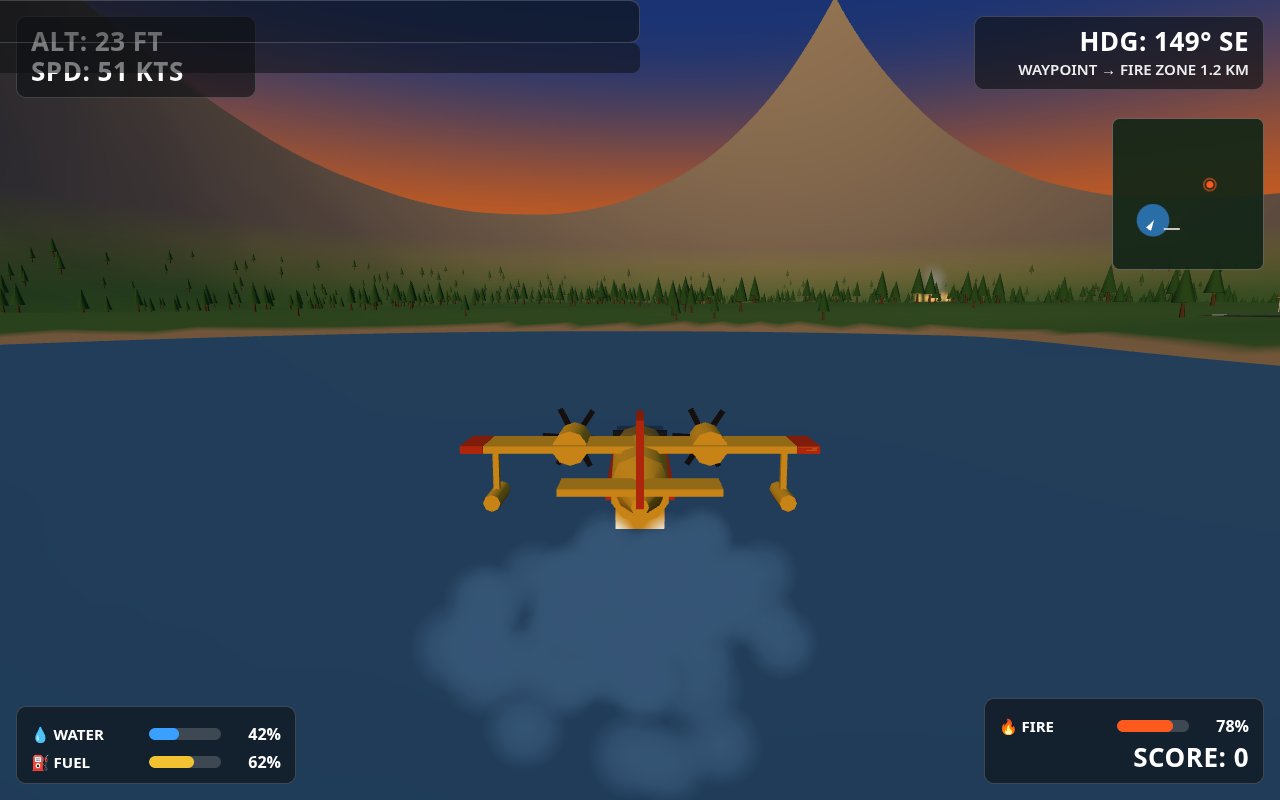 ALT: 23 FT
SPD: 51 KTS
HDG: 149° SE
WAYPOINT → FIRE ZONE 1.2 KM
💧 WATER 42%
⛽ FUEL 62%
🔥 FIRE 78%
SCORE: 0